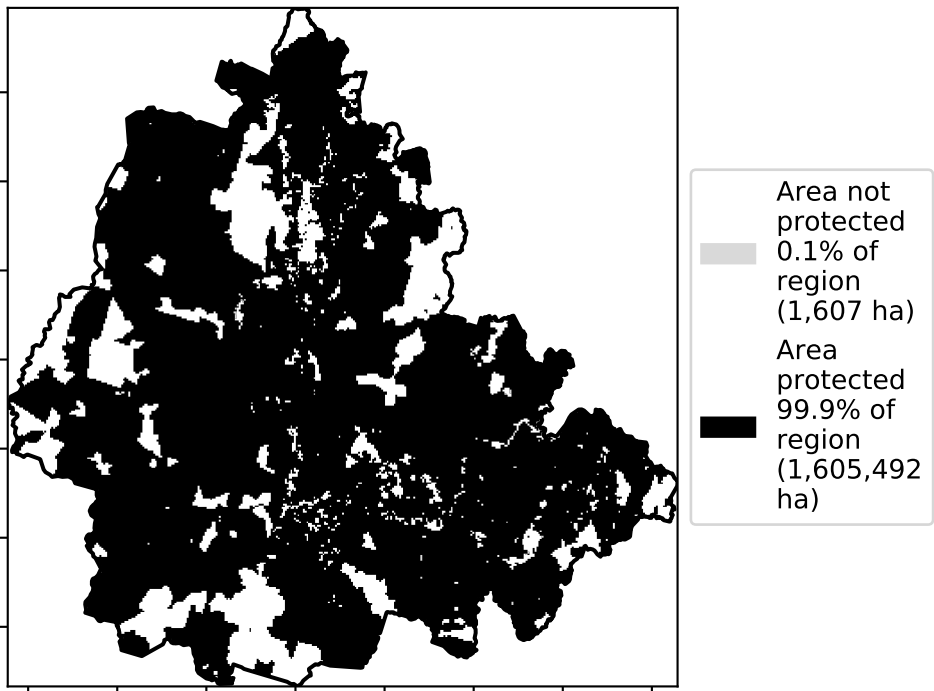 Area not
protected
0.1% of
region
(1,607 ha)
Area
protected
99.9% of
region
(1,605,492
ha)